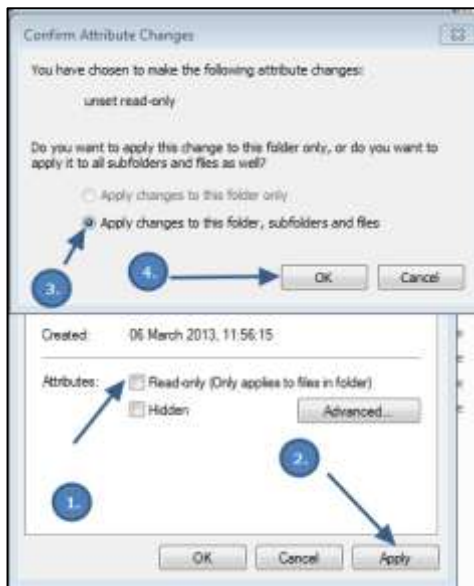 Confirm Attribute Changes
You have chosen to make the following attribute changes:
unset read-only
Do you want to apply this change to this folder only, or do you want to
apply it to all subfolders and files as well?
Apply changes to this folder only
Apply changes to this folder, subfolders and files
3.
4.
OK
Cancel
Created: 06 March 2013, 11:56:15
Attributes: Read-only (Only applies to files in folder)
Hidden
Advanced...
1.
2.
OK
Cancel
Apply